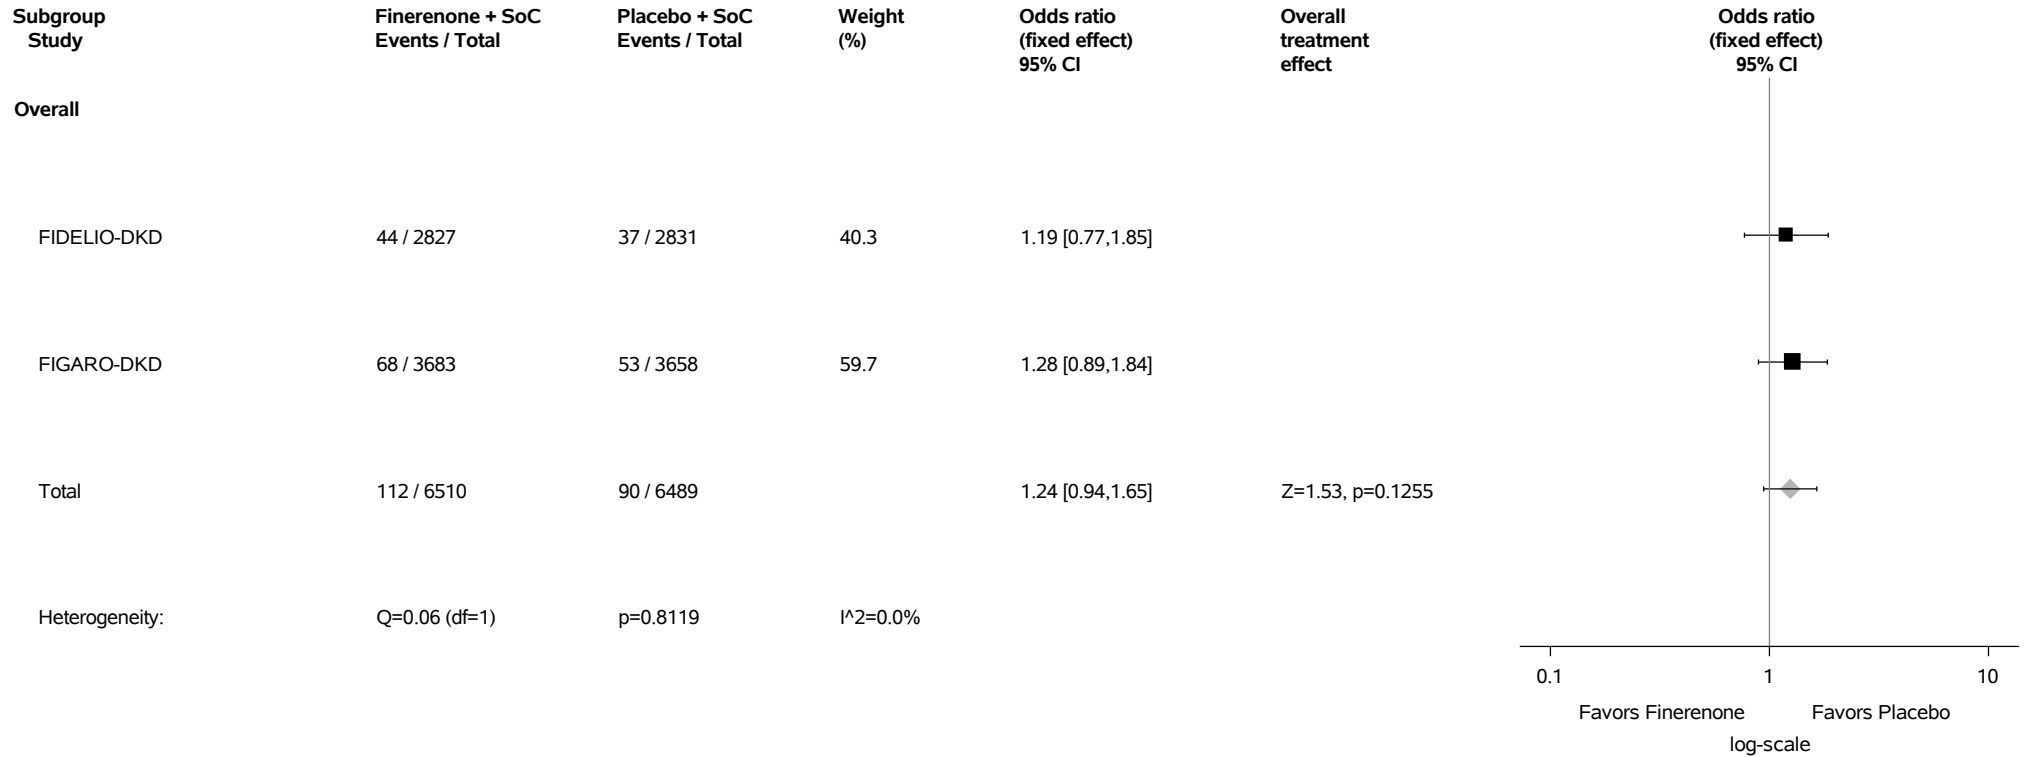 Subgroup Finerenone + SoC Placebo + SoC Weight Odds ratio Overall Odds ratio
Study Events / Total Events / Total (%) (fixed effect) treatment (fixed effect)
95% CI effect 95% CI
Overall
FIDELIO-DKD 44 / 2827 37 / 2831 40.3 1.19 [0.77,1.85]
FIGARO-DKD 68 / 3683 53 / 3658 59.7 1.28 [0.89,1.84]
Total 112 / 6510 90 / 6489 1.24 [0.94,1.65] Z=1.53, p=0.1255
Heterogeneity: Q=0.06 (df=1) p=0.8119 I^2=0.0%
0.1 1 10
Favors Finerenone Favors Placebo
log-scale